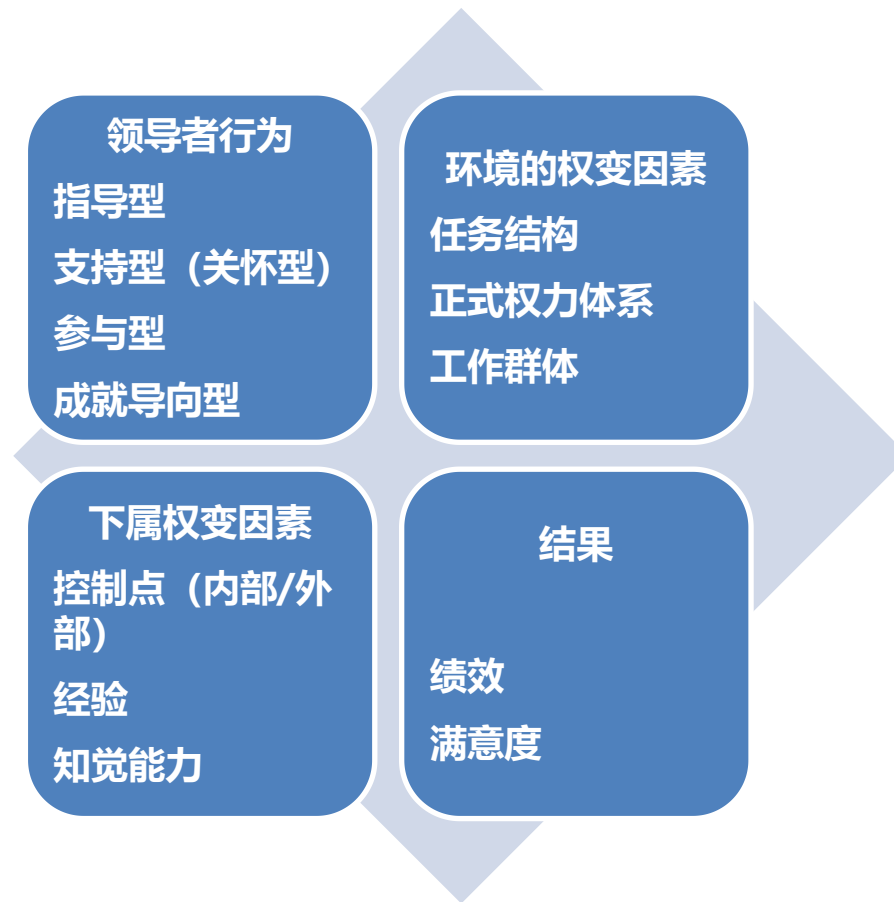 领导者行为
指导型
支持型（关怀型）
参与型
成就导向型
环境的权变因素
任务结构
正式权力体系
工作群体
下属权变因素
控制点（内部/外
部）
经验
知觉能力
结果
绩效
满意度